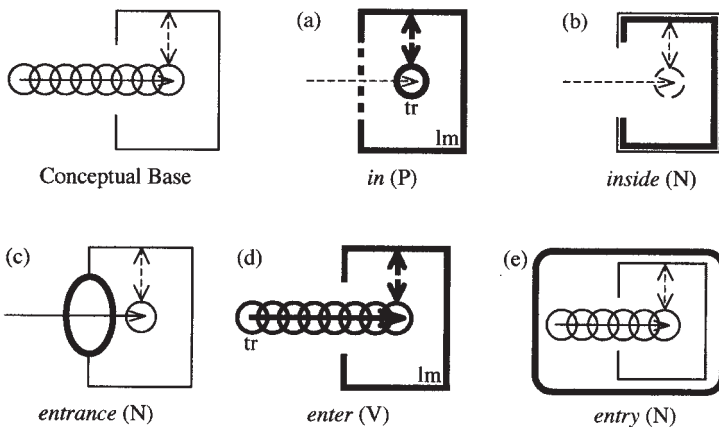 (a)
(b)
tr
lm
Conceptual Base
in (P)
inside (N)
(c)
(d)
(e)
tr
lm
entrance (N)
enter (V)
entry (N)